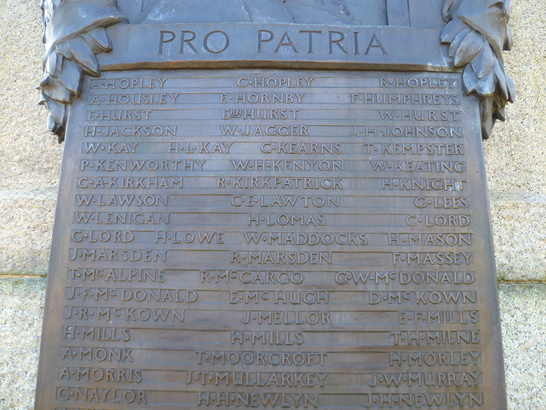 PRO PATRIA
A·HOPLEY C·HOPLEY R·HOPLEY
A·HOUSLEY E·HORNBY F·HUMPHREYS
E·HURST EDWD HURST W·HURST
H·JACKSON W·JAGGER J·H·JOHNSON
W·KAY H·L·KAY C·KEARNS T·KEMPSTER
P·KENWORTHY W·H·KENYON W·KEATING
C·A·KIRKHAM R·KIRKPATRICK H·KNIGHT
W·LAWSON C·E·LAWTON G·LEES
W·LENIGAN H·LOMAS C·LORD
G·LORD H·LOWE W·MADDOCKS H·MASON
J·MARSDEN R·MARSDEN F·MASSEY
T·McALPINE R·McCARGO G·W·McDONALD
J·F·McDONALD E·McHUGH D·McKOWN
J·R·McKOWN J·MELLOR E·F·MILLS
H·MILLS H·MILLS T·H·MILNE
A·MONK T·MOORCROFT H·MORLEY
A·MORRIS J·T·MULLARKEY J·W·MURRAY
G·NAYLOR H·H·NEWLYN J·H·NEWLYN